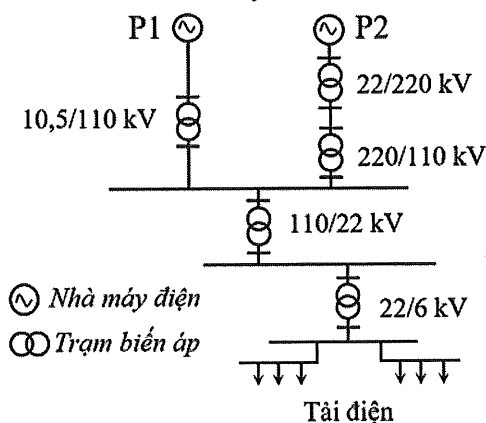 P1
P2
22/220 kV
10,5/110 kV
220/110 kV
110/22 kV
Nhà máy điện
22/6 kV
Trạm biến áp
Tải điện